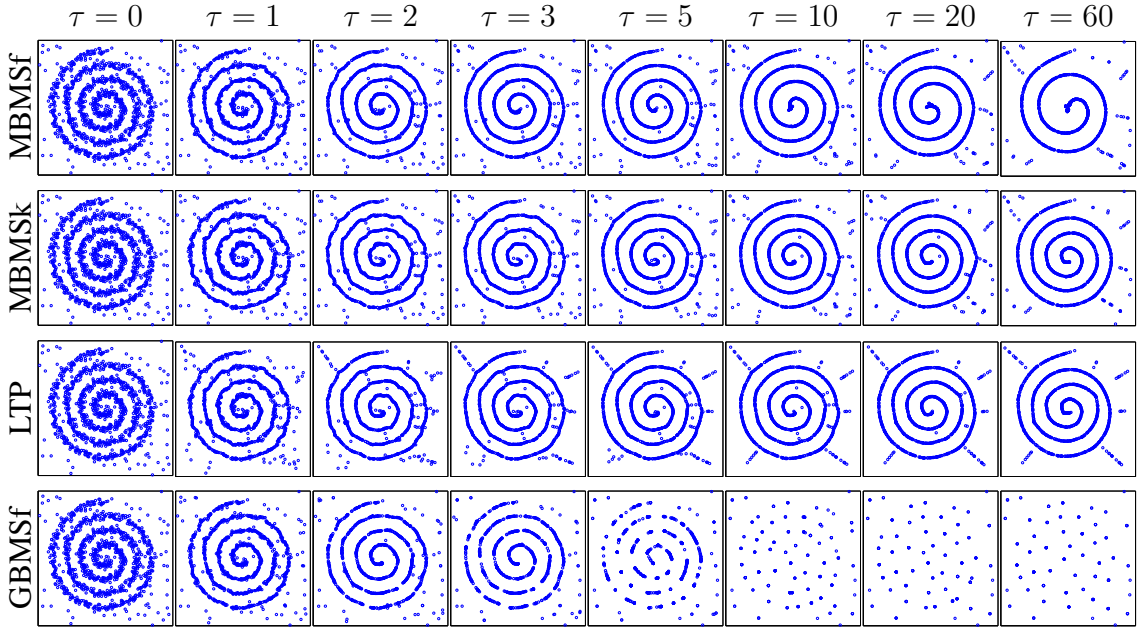 τ = 0 τ = 1 τ = 2 τ = 3 τ = 5 τ = 10 τ = 20 τ = 60
MBMSf
MBMSk
LTP
GBMSf